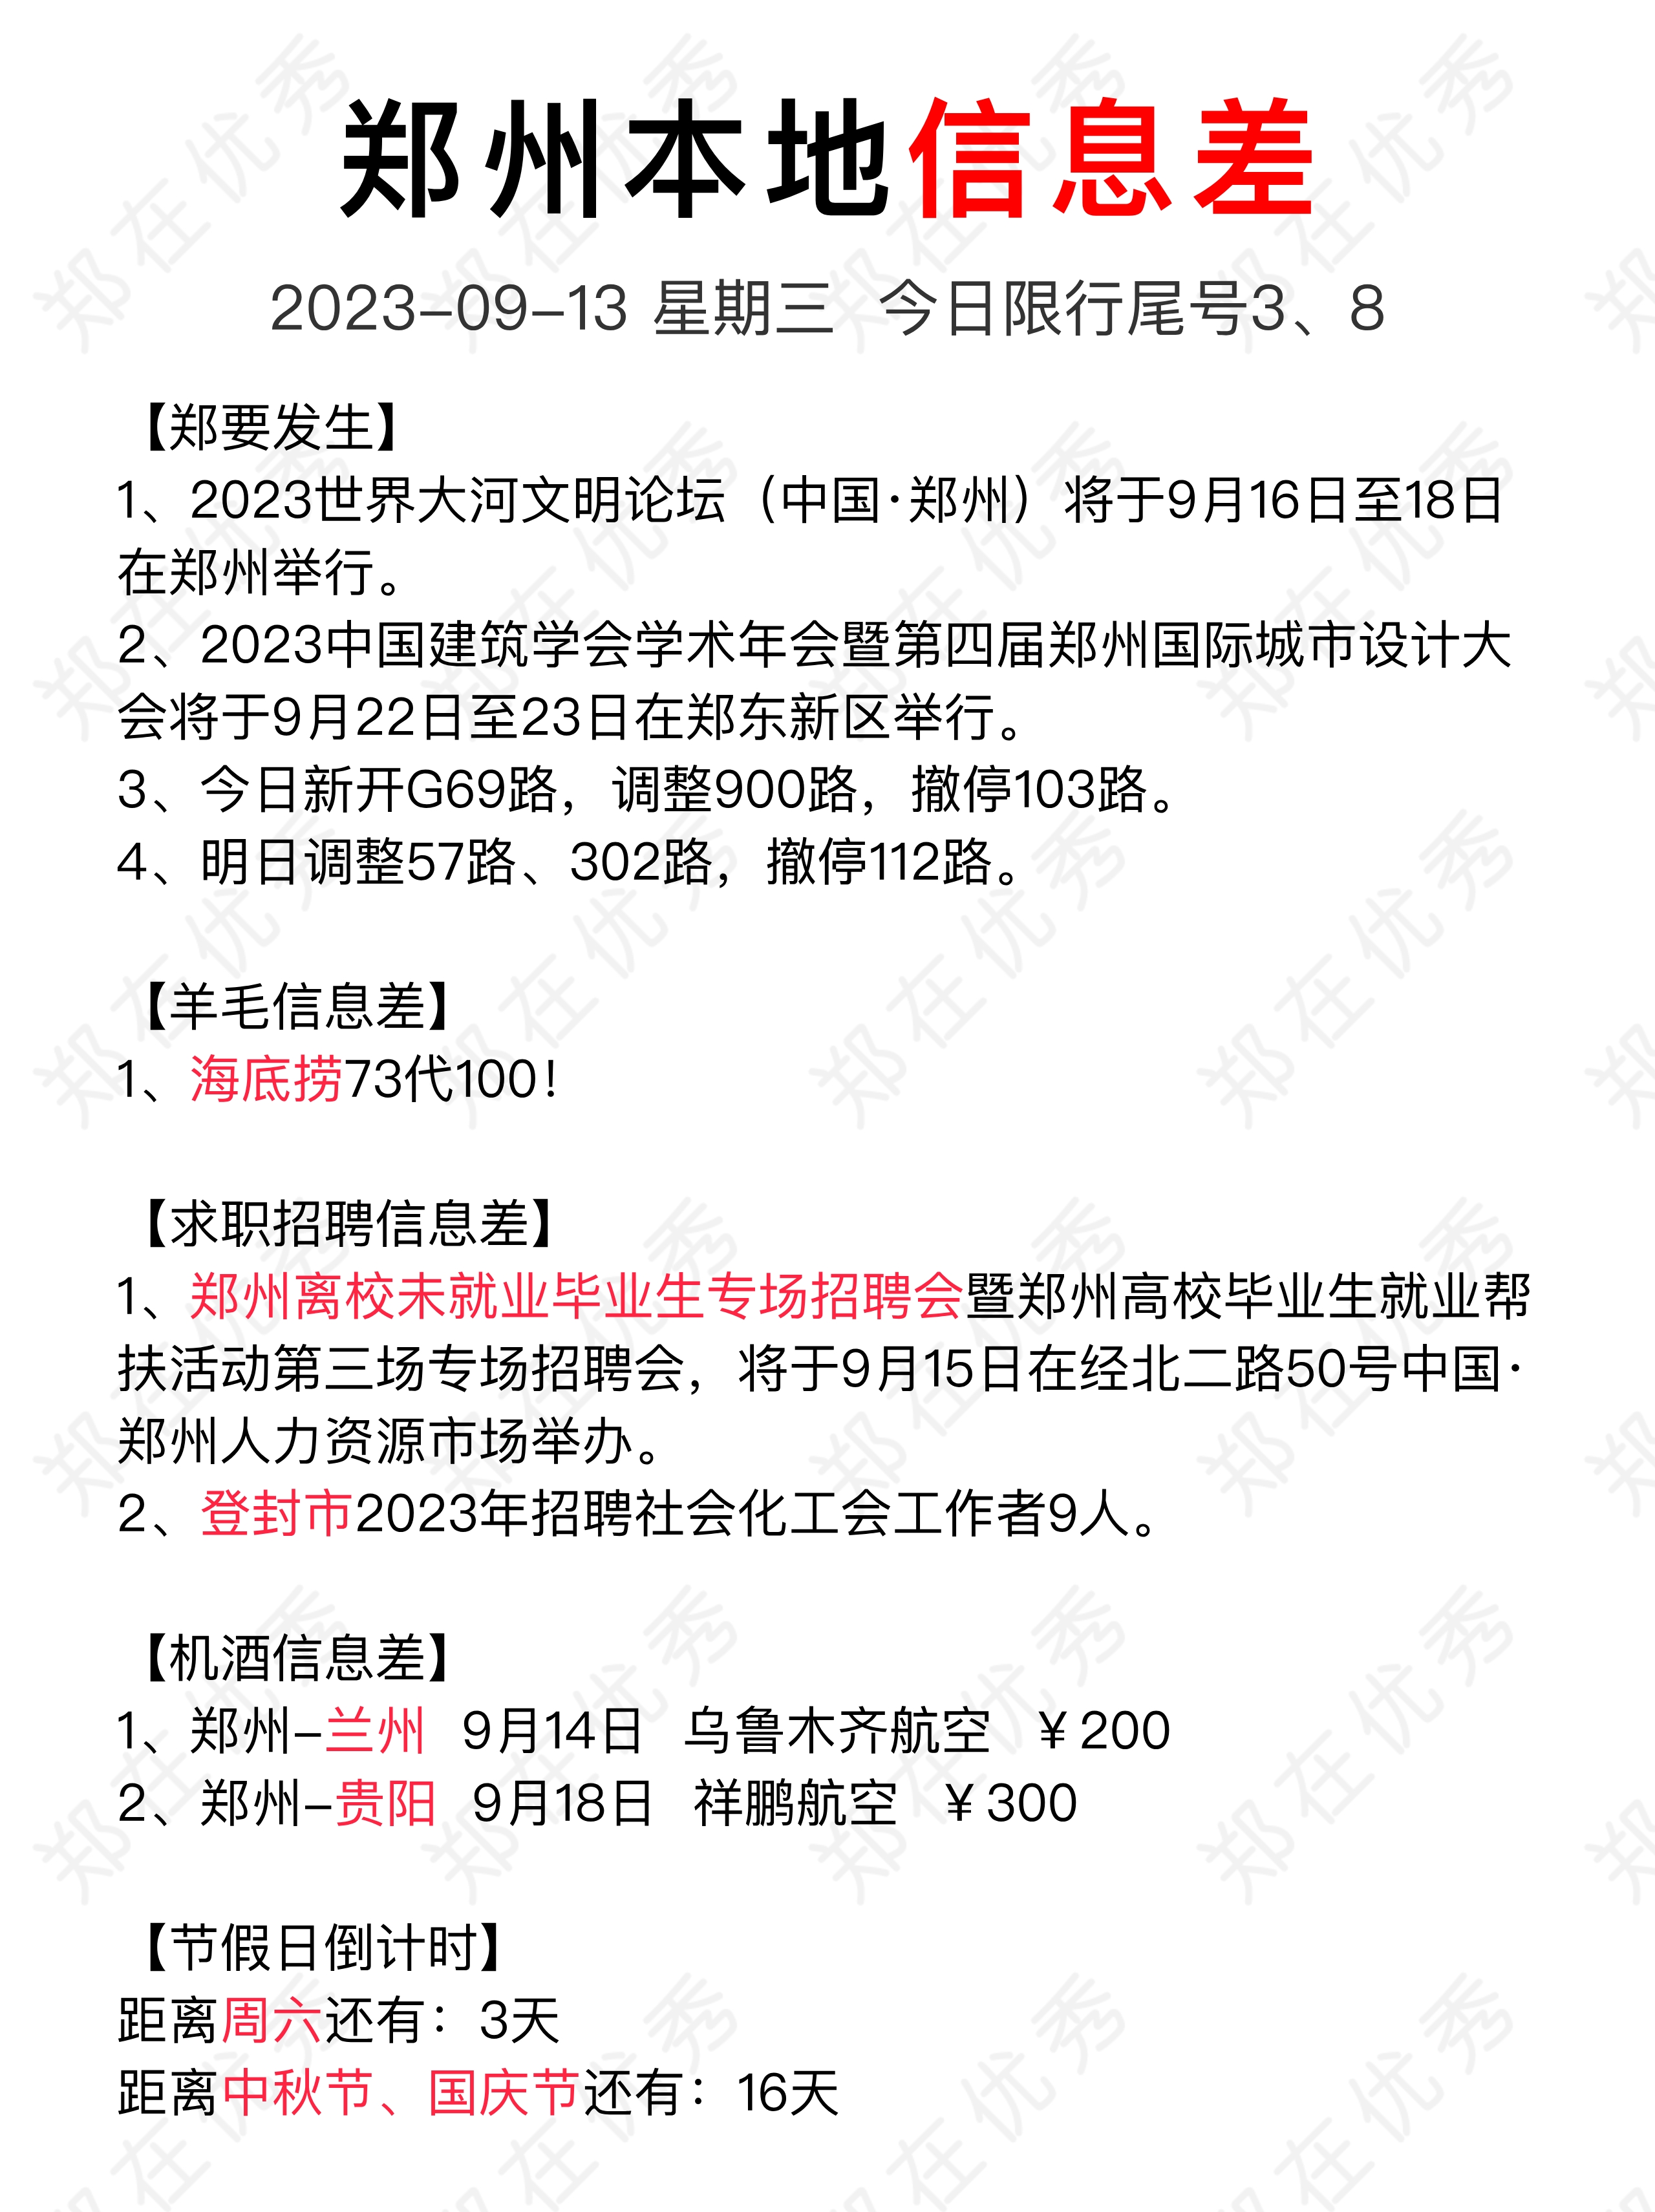 郑州本地信息差
2023-09-13 星期三 今日限行尾号3、8
【郑要发生】
1、2023世界大河文明论坛（中国·郑州）将于9月16日至18日
在郑州举行。
2、2023中国建筑学会学术年会暨第四届郑州国际城市设计大
会将于9月22日至23日在郑东新区举行。
3、今日新开G69路，调整900路，撤停103路。
4、明日调整57路、302路，撤停112路。
【羊毛信息差】
1、海底捞73代100！
【求职招聘信息差】
1、郑州离校未就业毕业生专场招聘会暨郑州高校毕业生就业帮
扶活动第三场专场招聘会，将于9月15日在经北二路50号中国·
郑州人力资源市场举办。
2、登封市2023年招聘社会化工会工作者9人。
【机酒信息差】
1、郑州-兰州 9月14日 乌鲁木齐航空 ￥200
2、郑州-贵阳 9月18日 祥鹏航空 ￥300
【节假日倒计时】
距离周六还有：3天
距离中秋节、国庆节还有：16天
郑在优秀